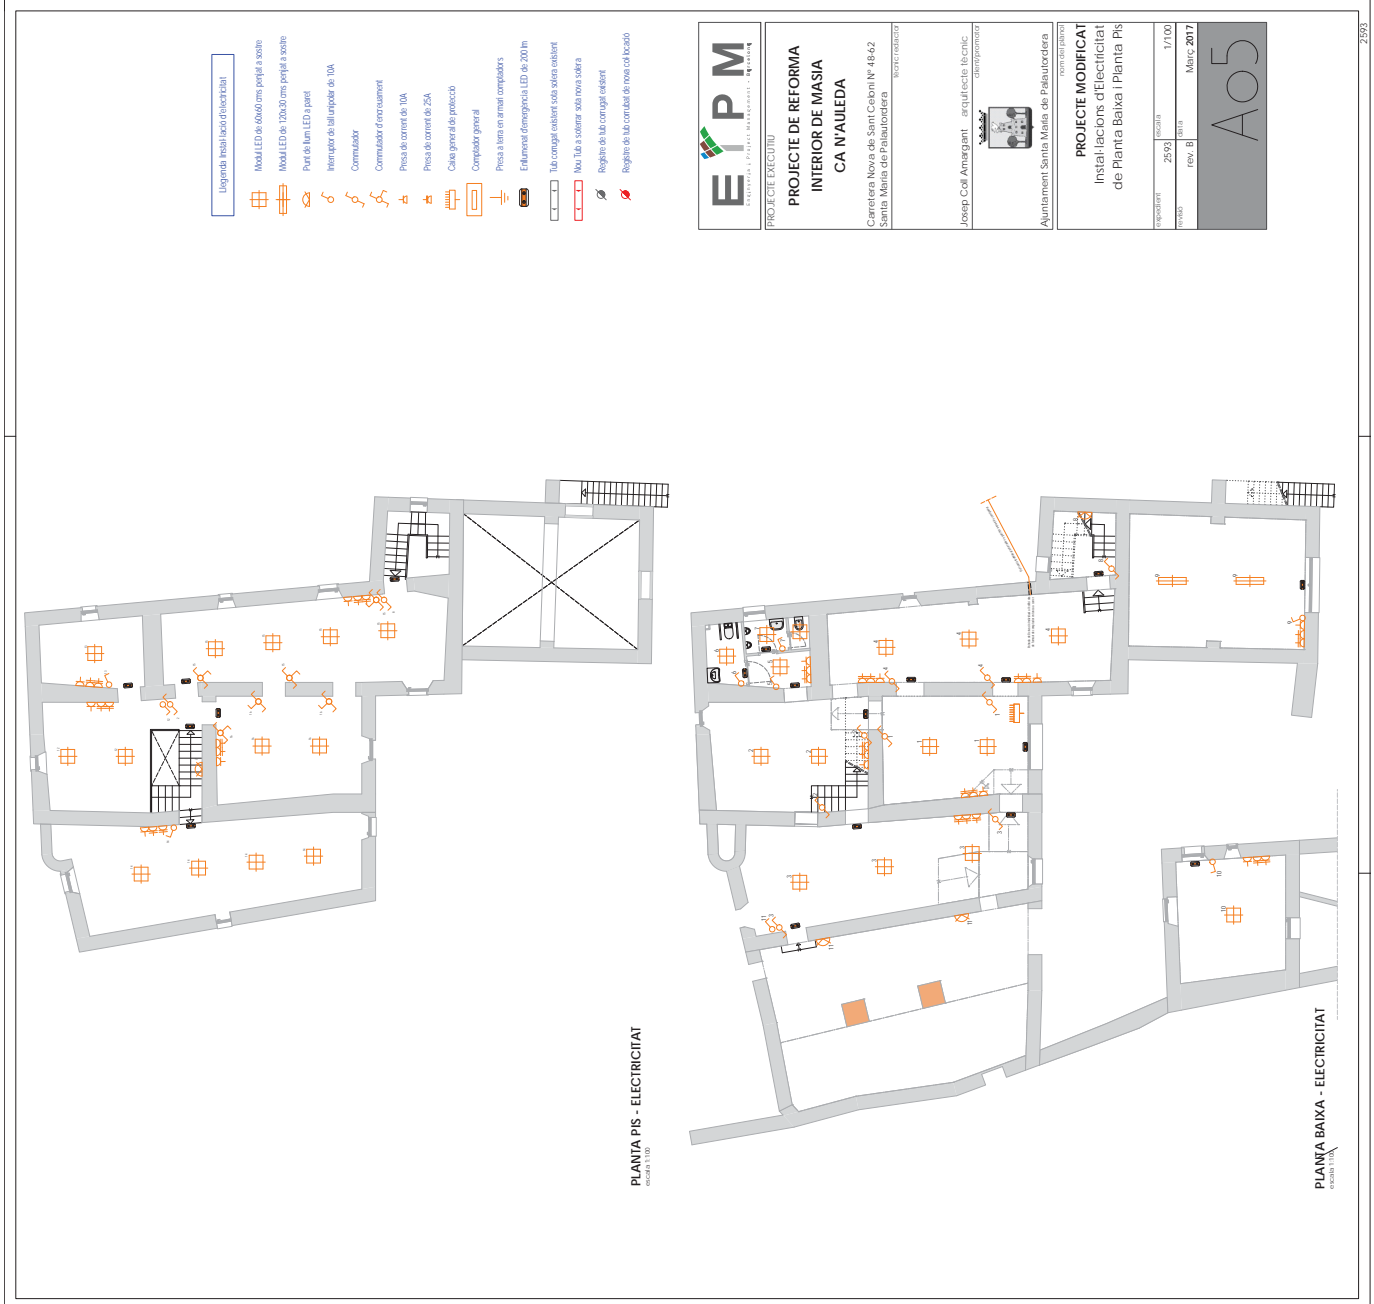 Llegenda Instal·lació d'electricitat
Modul LED de 60x60 cms penjat a sostre
Modul LED de 120x30 cms penjat a sostre
Punt de llum LED a paret
Interruptor de tall unipolar de 10A
Commutador
Commutador d'encreuament
Presa de corrent de 10A
Presa de corrent de 25A
Caixa general de protecció
Comptador general
Presa a terra en armari comptadors
Enllumenat d'emergència LED de 200 lm
Tub corrugat existent sota solera existent
Nou Tub a soterrar sota nova solera
Registre de tub corrugat existent
Registre de tub corrubat de nova col·locació
E PM
Enginyeria i Project Management - Barcelona
PROJECTE EXECUTIU
PROJECTE DE REFORMA
INTERIOR DE MASIA
CA N'AULEDA
Carretera Nova de Sant Celoni Nº 48-62
Santa Maria de Palautordera
tècnic redactor
Josep Coll Amargant arquitecte tècnic
client/promotor
Ajuntament Santa Maria de Palautordera
nom del plànol
PROJECTE MODIFICAT
Instal·lacions d'Electricitat
de Planta Baixa i Planta Pis
expedient
2593
escala
1/100
revisió
rev. B
data
Març 2017
A05
2593
PLANTA PIS - ELECTRICITAT
escala 1:100
PLANTA BAIXA - ELECTRICITAT
escala 1:100